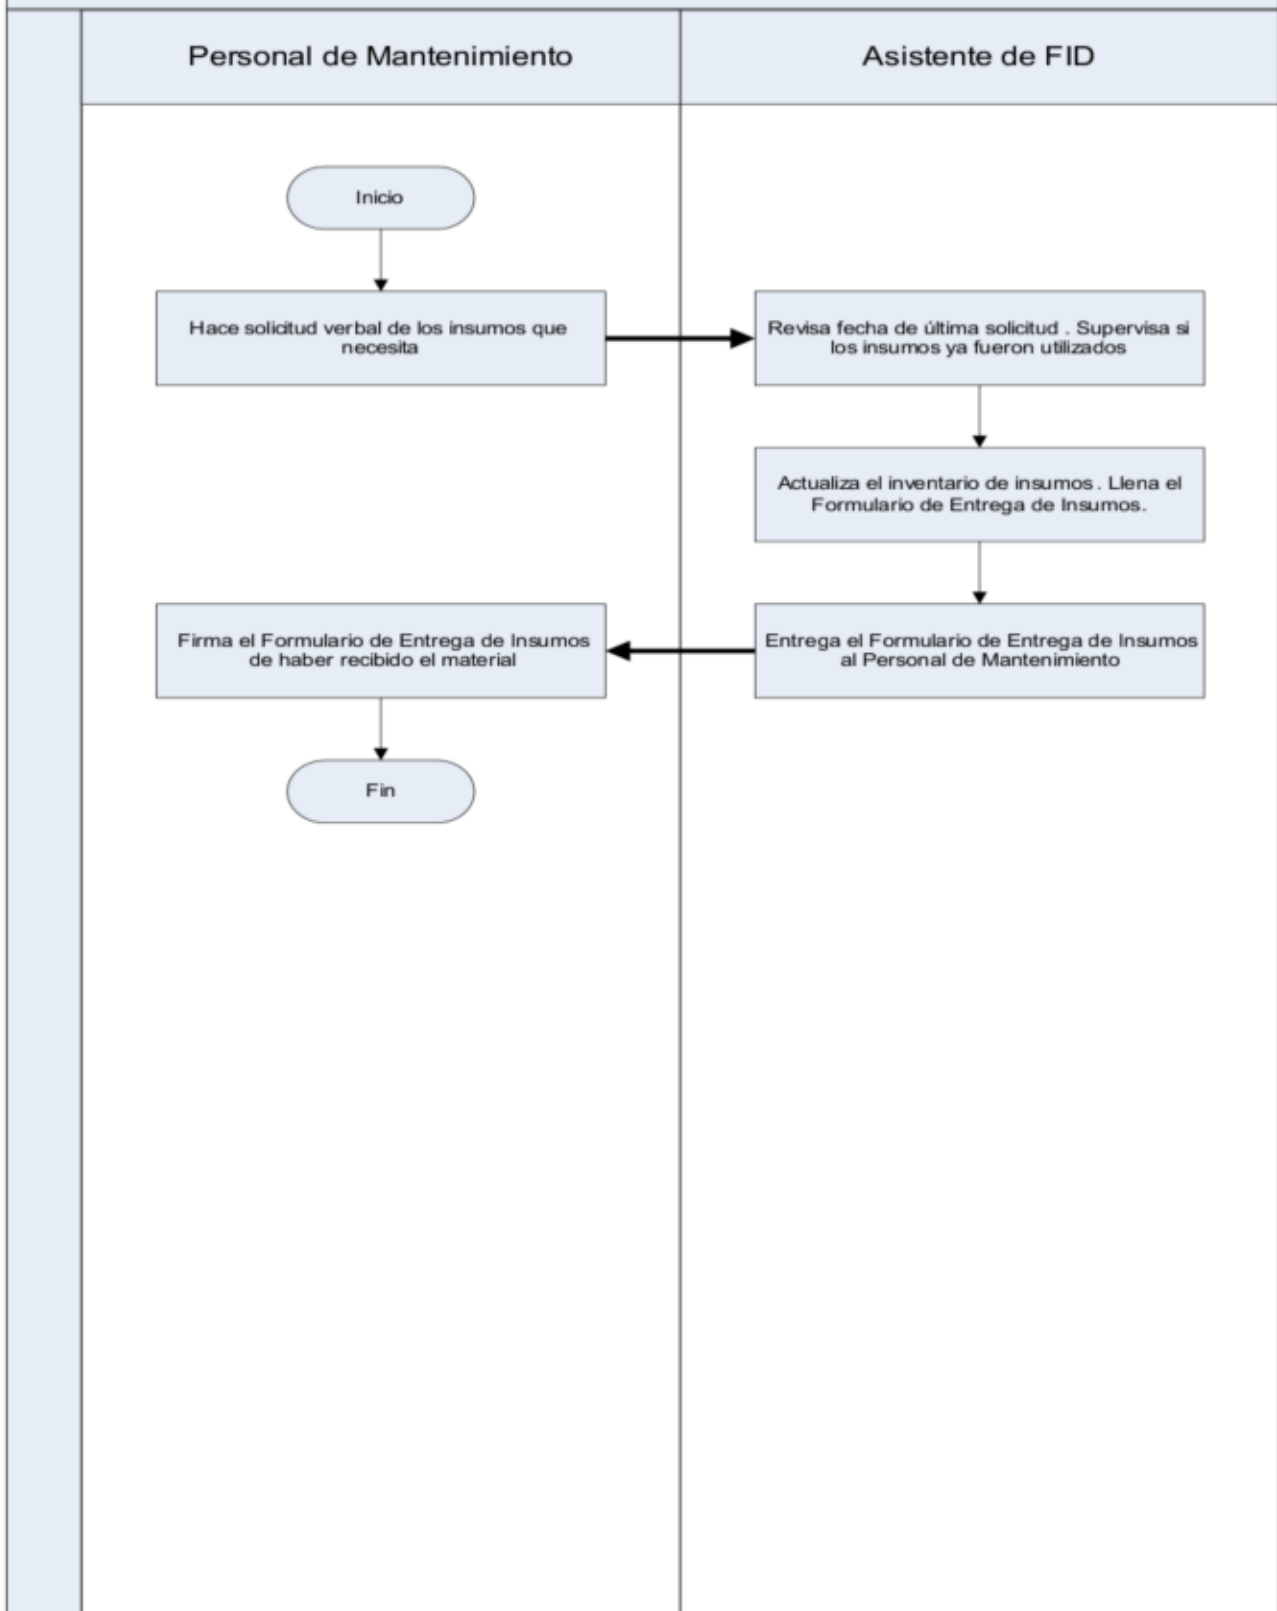 Personal de Mantenimiento
Asistente de FID
Inicio
Hace solicitud verbal de los insumos que
necesita
Revisa fecha de última solicitud . Supervisa si
los insumos ya fueron utilizados
Actualiza el inventario de insumos . Llena el
Formulario de Entrega de Insumos.
Entrega el Formulario de Entrega de Insumos
al Personal de Mantenimiento
Firma el Formulario de Entrega de Insumos
de haber recibido el material
Fin